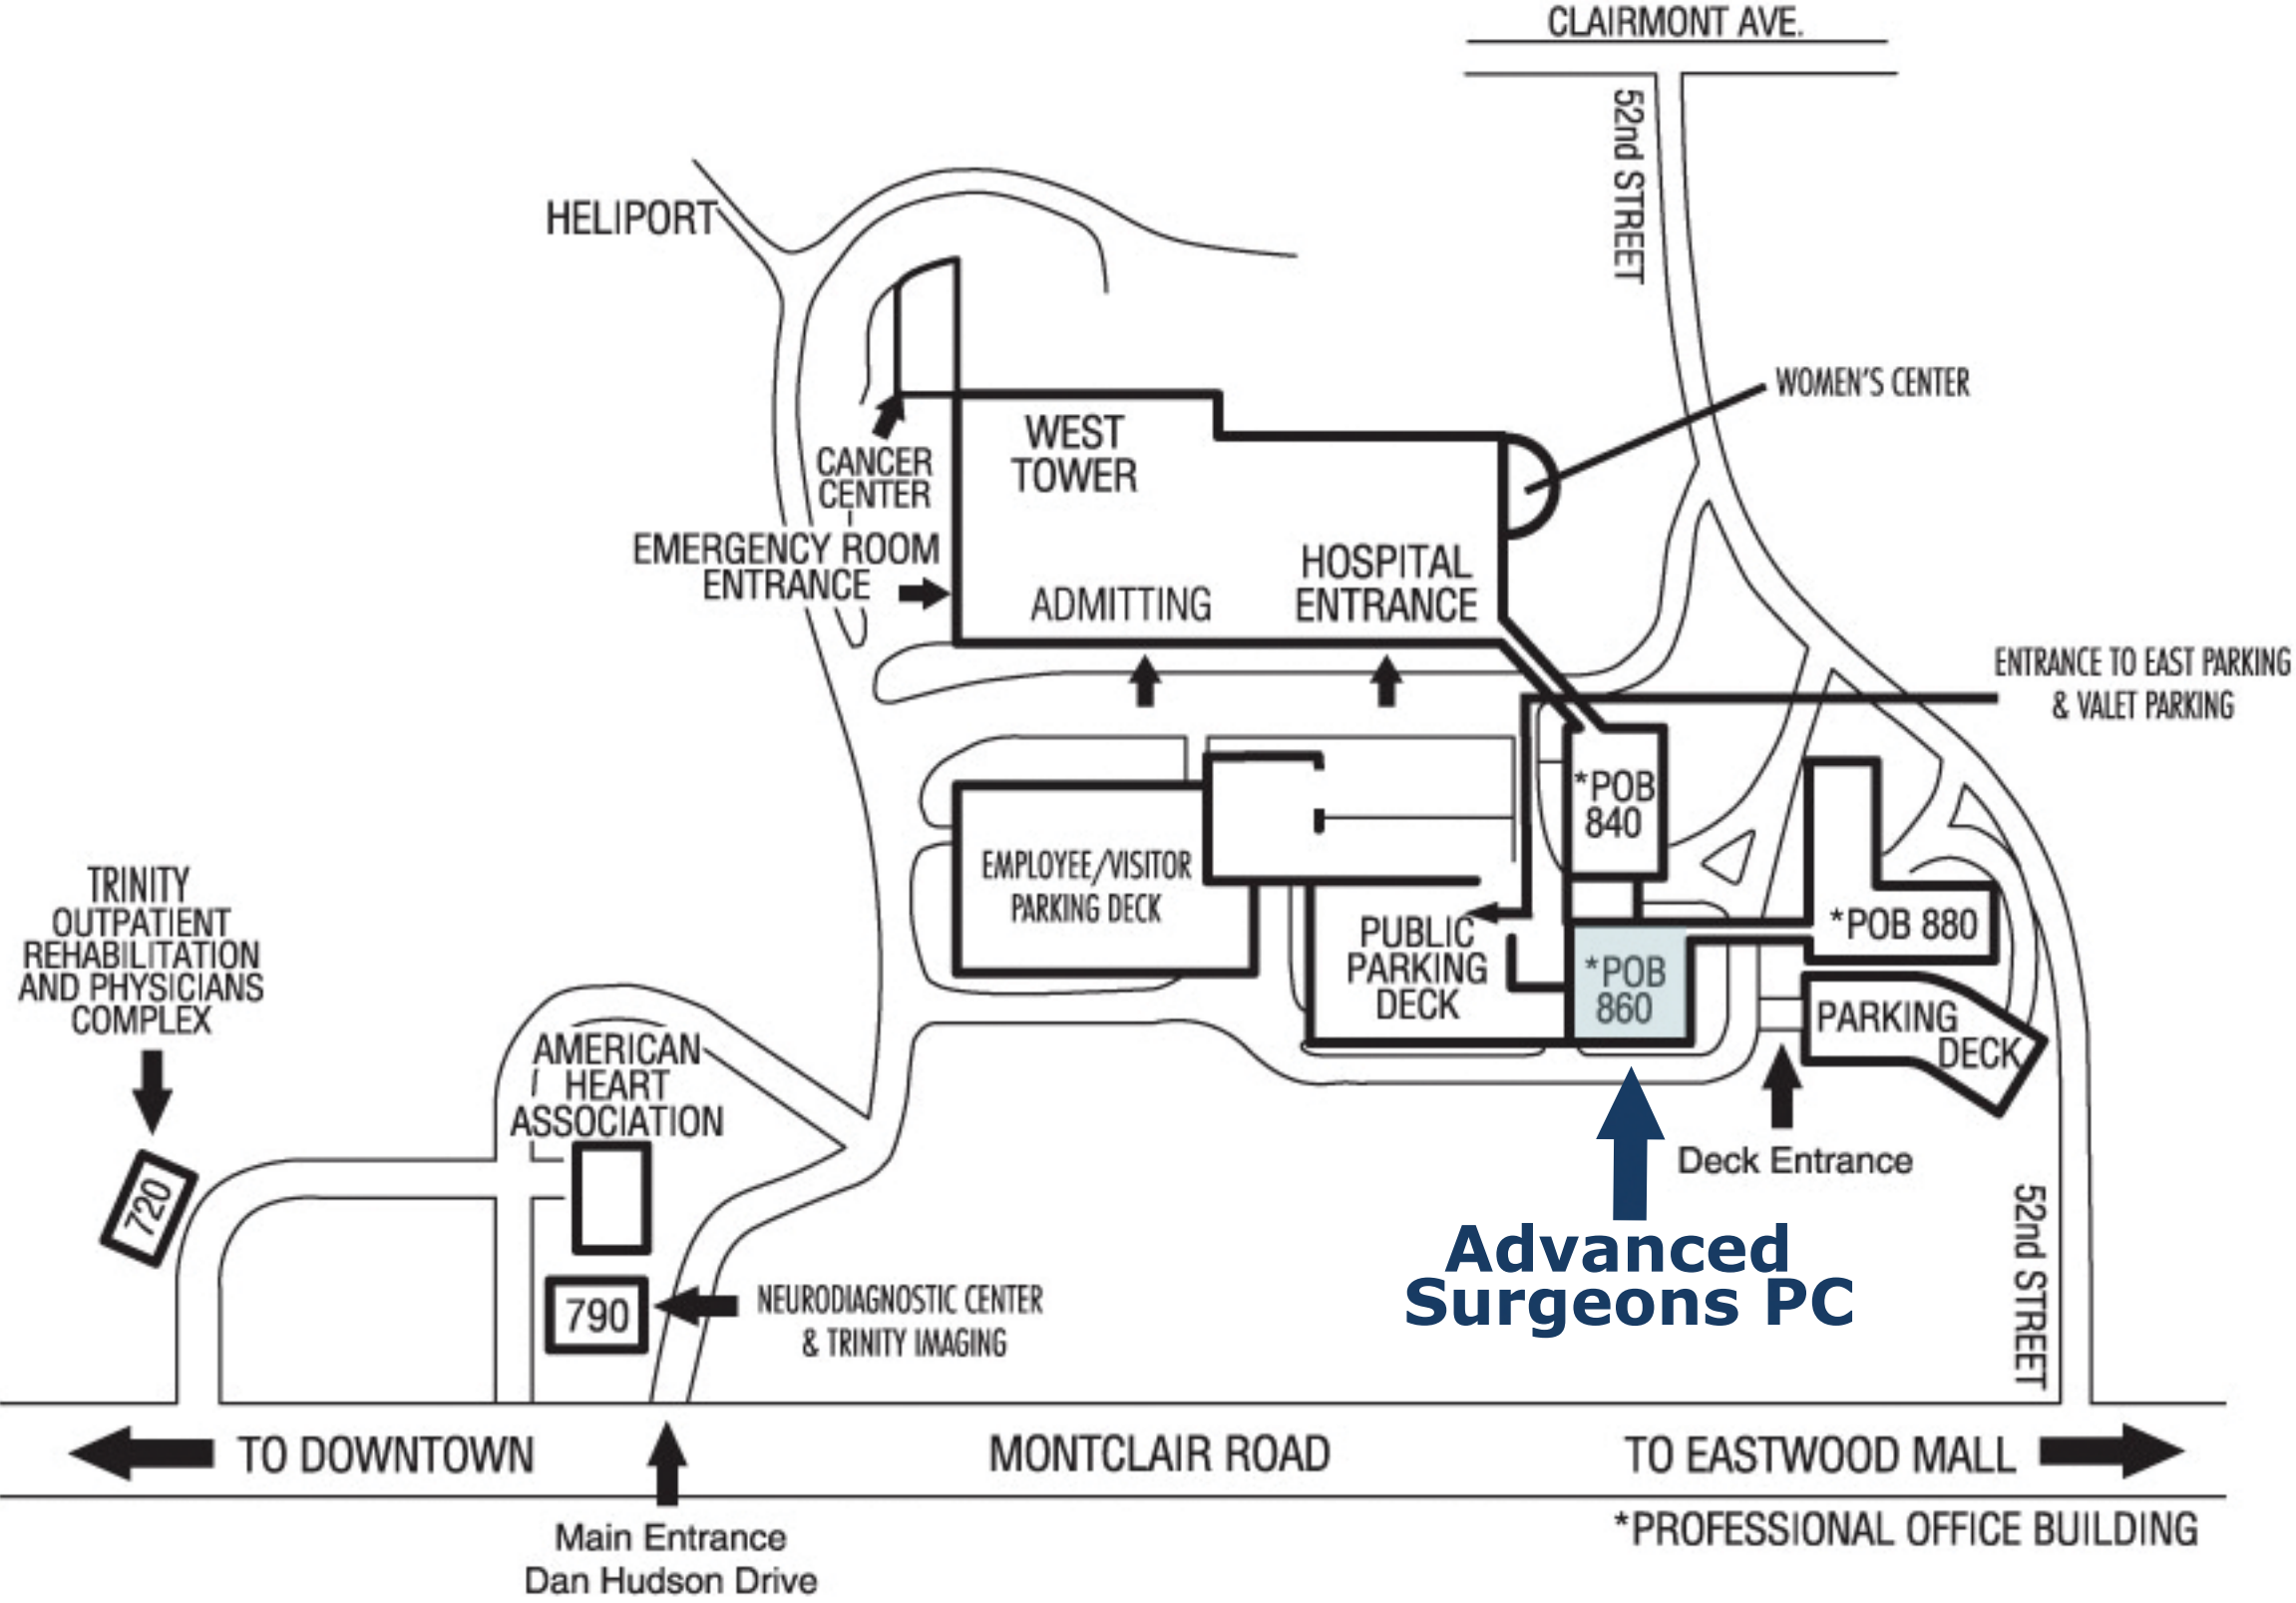 CLAIRMONT AVE.
52nd STREET
HELIPORT
WOMEN'S CENTER
WEST
TOWER
CANCER
CENTER
EMERGENCY ROOM
ENTRANCE
ADMITTING
HOSPITAL
ENTRANCE
ENTRANCE TO EAST PARKING
& VALET PARKING
*POB
840
EMPLOYEE/VISITOR
PARKING DECK
PUBLIC
PARKING
DECK
*POB 880
*POB
860
PARKING
DECK
TRINITY
OUTPATIENT
REHABILITATION
AND PHYSICIANS
COMPLEX
AMERICAN
HEART
ASSOCIATION
720
Deck Entrance
Advanced
Surgeons PC
52nd STREET
790
NEURODIAGNOSTIC CENTER
& TRINITY IMAGING
TO DOWNTOWN
MONTCLAIR ROAD
TO EASTWOOD MALL
Main Entrance
Dan Hudson Drive
*PROFESSIONAL OFFICE BUILDING